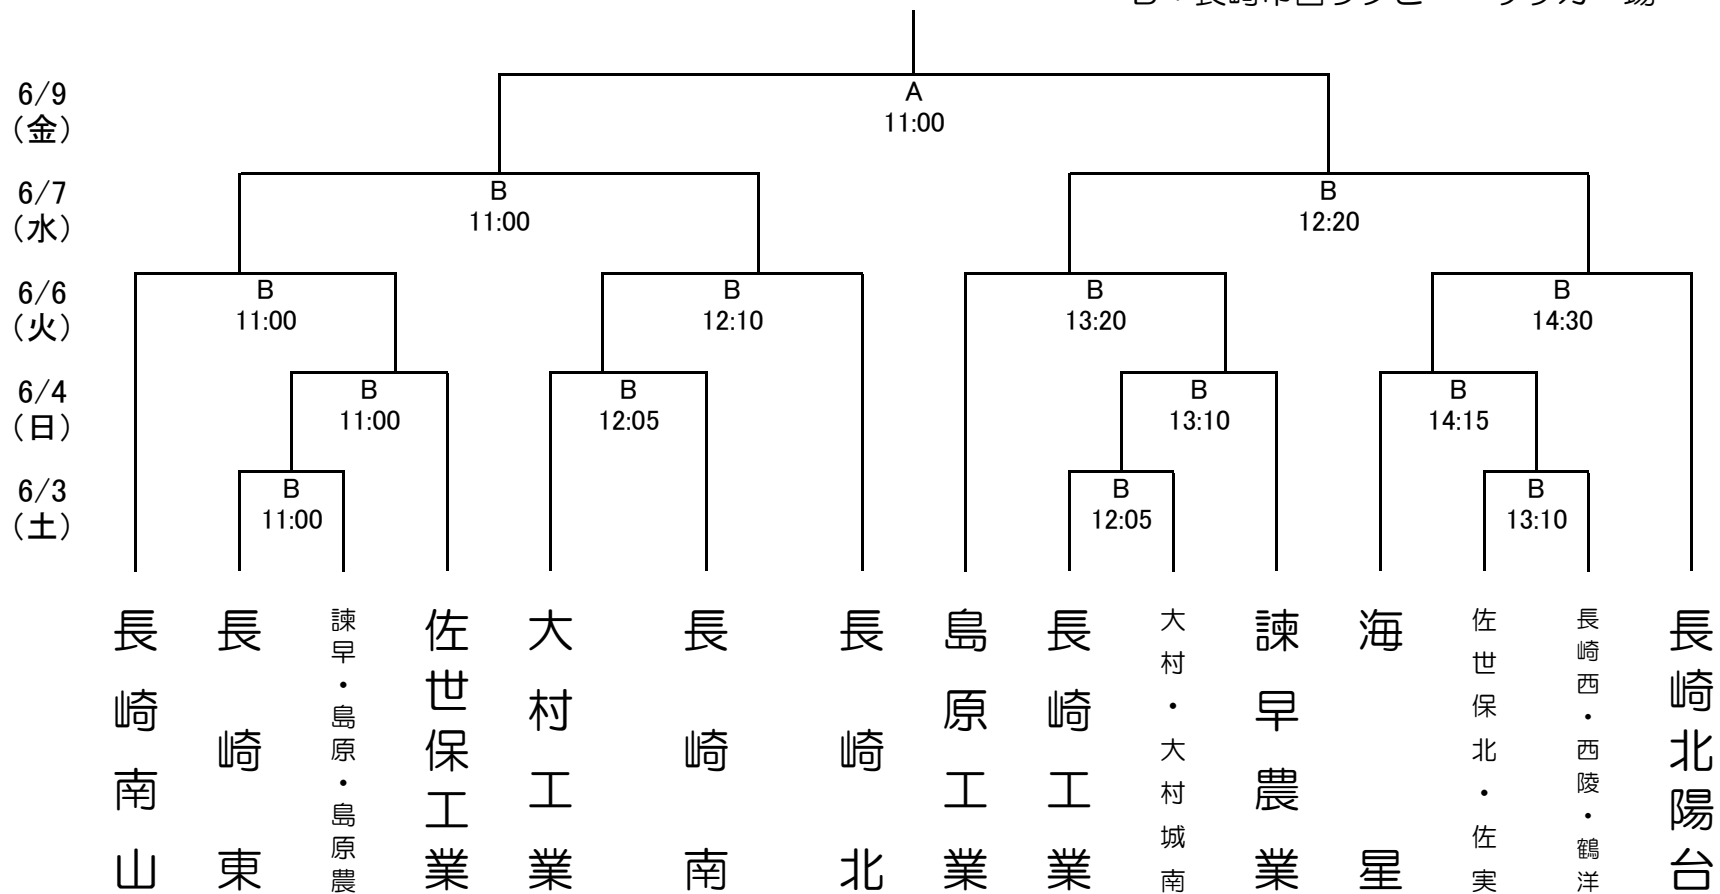 6/9
(金)
A
11:00
6/7
(水)
B
11:00
B
12:20
6/6
(火)
B
11:00
B
12:10
B
13:20
B
14:30
6/4
(日)
B
11:00
B
12:05
B
13:10
B
14:15
6/3
(土)
B
11:00
B
12:05
B
13:10
長崎南山
長崎東
諫早・島原・島原農
佐世保工業
大村工業
長崎南
長崎北
島原工業
長崎工業
大村・大村城南
諫早農業
海星
佐世保北・佐実
長崎西・西陵・鶴洋
長崎北陽台